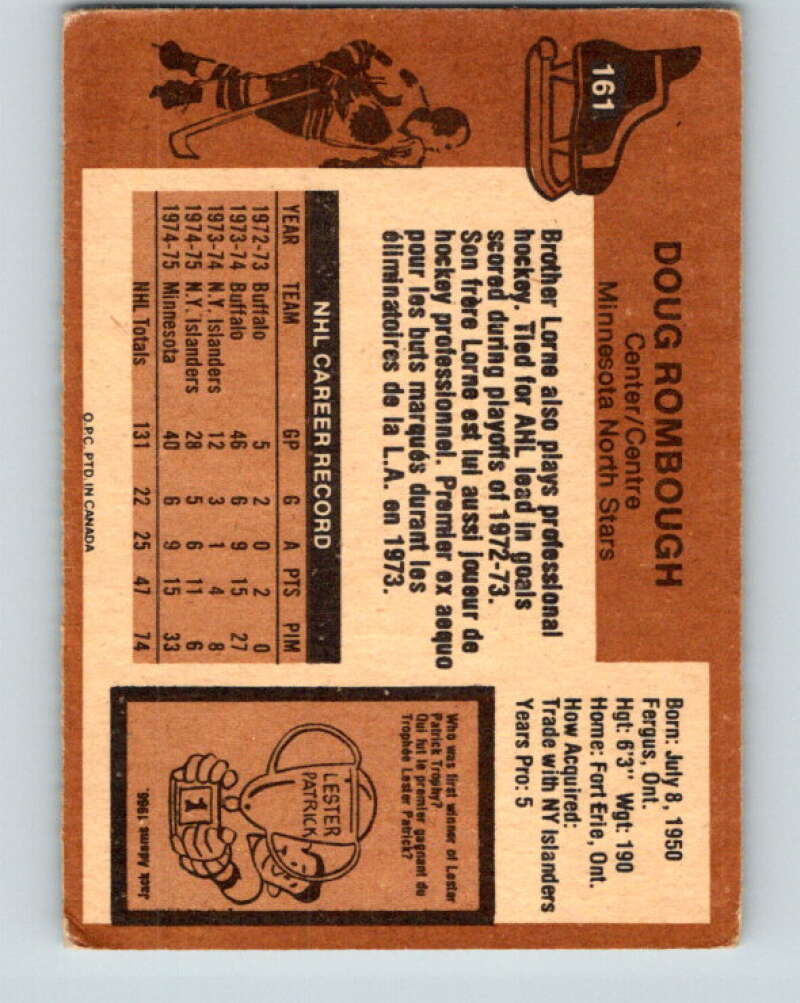 161
DOUG ROMBOUGH
Center/Centre
Minnesota North Stars
Brother Lorne also plays professional
hockey. Tied for AHL lead in goals
scored during playoffs of 1972-73.
Son frère Lorne est lui aussi joueur de
hockey professionnel. Premier ex aequo
pour les buts marqués durant les
éliminatoires de la L.A. en 1973.
NHL CAREER RECORD
YEAR TEAM GP G A PTS PIM
1972-73 Buffalo 5 2 0 2 0
1973-74 Buffalo 46 6 9 15 27
1973-74 N.Y. Islanders 12 3 1 4 8
1974-75 N.Y. Islanders 28 5 6 11 6
1974-75 Minnesota 40 6 9 15 33
NHL Totals 131 22 25 47 74
O.P.C. PTD. IN CANADA
Born: July 8, 1950
Fergus, Ont.
Hgt: 6'3" Wgt: 190
Home: Fort Erie, Ont.
How Acquired:
Trade with NY Islanders
Years Pro: 5
Who was first winner of Lester
Patrick Trophy?
Qui fut le premier gagnant du
Trophée Lester Patrick?
LESTER
PATRICK
1
Jack Adams 1966.